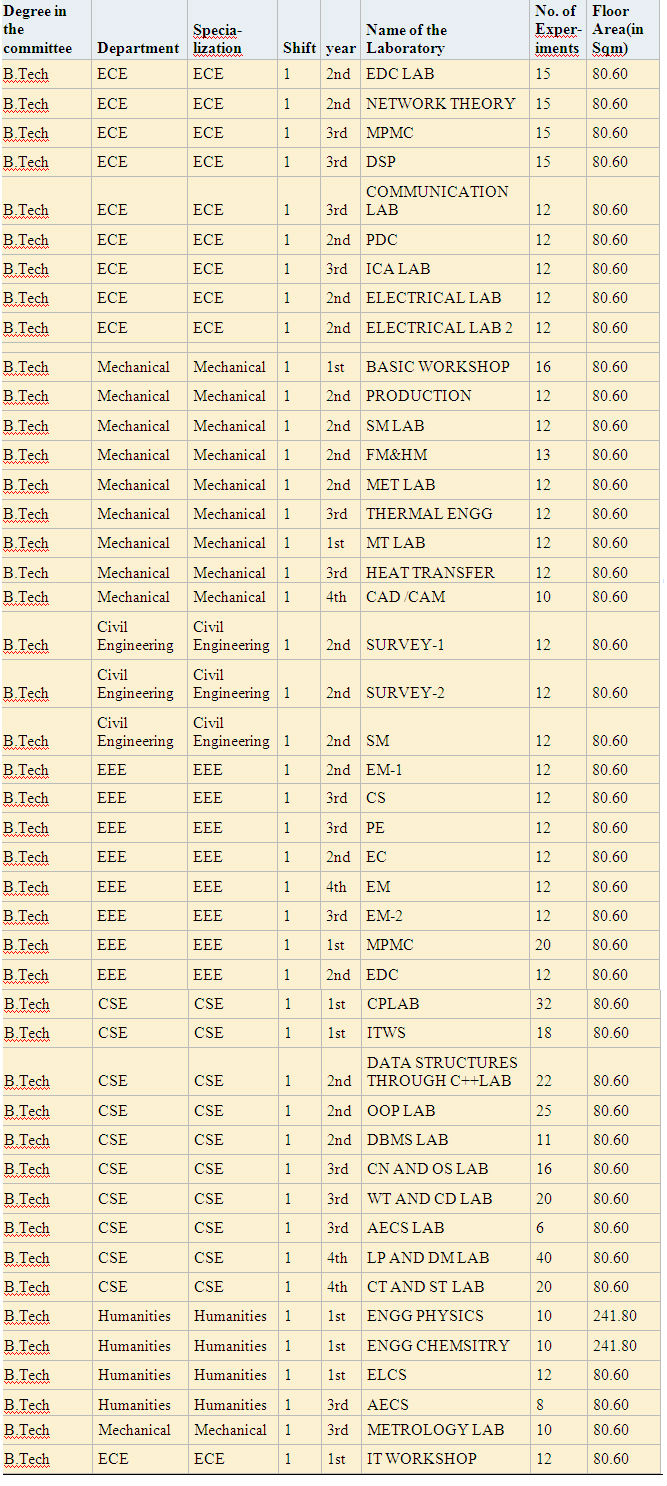 Degree in the committee Department Specia-lization Shift year Name of the Laboratory No. of Exper-iments Floor Area(in Sqm)
B.Tech ECE ECE 1 2nd EDC LAB 15 80.60
B.Tech ECE ECE 1 2nd NETWORK THEORY 15 80.60
B.Tech ECE ECE 1 3rd MPMC 15 80.60
B.Tech ECE ECE 1 3rd DSP 15 80.60
B.Tech ECE ECE 1 3rd COMMUNICATION LAB 12 80.60
B.Tech ECE ECE 1 2nd PDC 12 80.60
B.Tech ECE ECE 1 3rd ICA LAB 12 80.60
B.Tech ECE ECE 1 2nd ELECTRICAL LAB 12 80.60
B.Tech ECE ECE 1 2nd ELECTRICAL LAB 2 12 80.60
B.Tech Mechanical Mechanical 1 1st BASIC WORKSHOP 16 80.60
B.Tech Mechanical Mechanical 1 2nd PRODUCTION 12 80.60
B.Tech Mechanical Mechanical 1 2nd SM LAB 12 80.60
B.Tech Mechanical Mechanical 1 2nd FM&HM 13 80.60
B.Tech Mechanical Mechanical 1 2nd MET LAB 12 80.60
B.Tech Mechanical Mechanical 1 3rd THERMAL ENGG 12 80.60
B.Tech Mechanical Mechanical 1 1st MT LAB 12 80.60
B.Tech Mechanical Mechanical 1 3rd HEAT TRANSFER 12 80.60
B.Tech Mechanical Mechanical 1 4th CAD /CAM 10 80.60
B.Tech Civil Engineering Civil Engineering 1 2nd SURVEY-1 12 80.60
B.Tech Civil Engineering Civil Engineering 1 2nd SURVEY-2 12 80.60
B.Tech Civil Engineering Civil Engineering 1 2nd SM 12 80.60
B.Tech EEE EEE 1 2nd EM-1 12 80.60
B.Tech EEE EEE 1 3rd CS 12 80.60
B.Tech EEE EEE 1 3rd PE 12 80.60
B.Tech EEE EEE 1 2nd EC 12 80.60
B.Tech EEE EEE 1 4th EM 12 80.60
B.Tech EEE EEE 1 3rd EM-2 12 80.60
B.Tech EEE EEE 1 1st MPMC 20 80.60
B.Tech EEE EEE 1 2nd EDC 12 80.60
B.Tech CSE CSE 1 1st CPLAB 32 80.60
B.Tech CSE CSE 1 1st ITWS 18 80.60
B.Tech CSE CSE 1 2nd DATA STRUCTURES THROUGH C++LAB 22 80.60
B.Tech CSE CSE 1 2nd OOP LAB 25 80.60
B.Tech CSE CSE 1 2nd DBMS LAB 11 80.60
B.Tech CSE CSE 1 3rd CN AND OS LAB 16 80.60
B.Tech CSE CSE 1 3rd WT AND CD LAB 20 80.60
B.Tech CSE CSE 1 3rd AECS LAB 6 80.60
B.Tech CSE CSE 1 4th LP AND DM LAB 40 80.60
B.Tech CSE CSE 1 4th CT AND ST LAB 20 80.60
B.Tech Humanities Humanities 1 1st ENGG PHYSICS 10 241.80
B.Tech Humanities Humanities 1 1st ENGG CHEMSITRY 10 241.80
B.Tech Humanities Humanities 1 1st ELCS 12 80.60
B.Tech Humanities Humanities 1 3rd AECS 8 80.60
B.Tech Mechanical Mechanical 1 3rd METROLOGY LAB 10 80.60
B.Tech ECE ECE 1 1st IT WORKSHOP 12 80.60